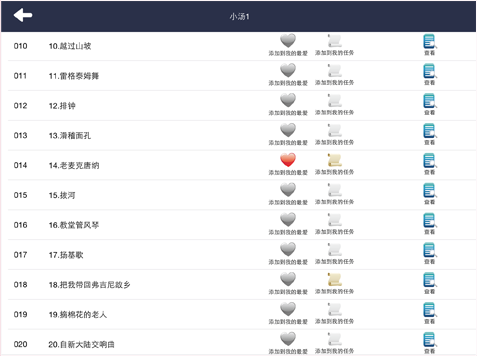 小汤1
010 10.越过山坡 添加到我的最爱 添加到我的任务 查看
011 11.雷格泰姆舞 添加到我的最爱 添加到我的任务 查看
012 12.排钟 添加到我的最爱 添加到我的任务 查看
013 13.滑稽面孔 添加到我的最爱 添加到我的任务 查看
014 14.老麦克唐纳 添加到我的最爱 添加到我的任务 查看
015 15.拔河 添加到我的最爱 添加到我的任务 查看
016 16.教堂管风琴 添加到我的最爱 添加到我的任务 查看
017 17.扬基歌 添加到我的最爱 添加到我的任务 查看
018 18.把我带回弗吉尼故乡 添加到我的最爱 添加到我的任务 查看
019 19.摘棉花的老人 添加到我的最爱 添加到我的任务 查看
020 20.自新大陆交响曲 添加到我的最爱 添加到我的任务 查看